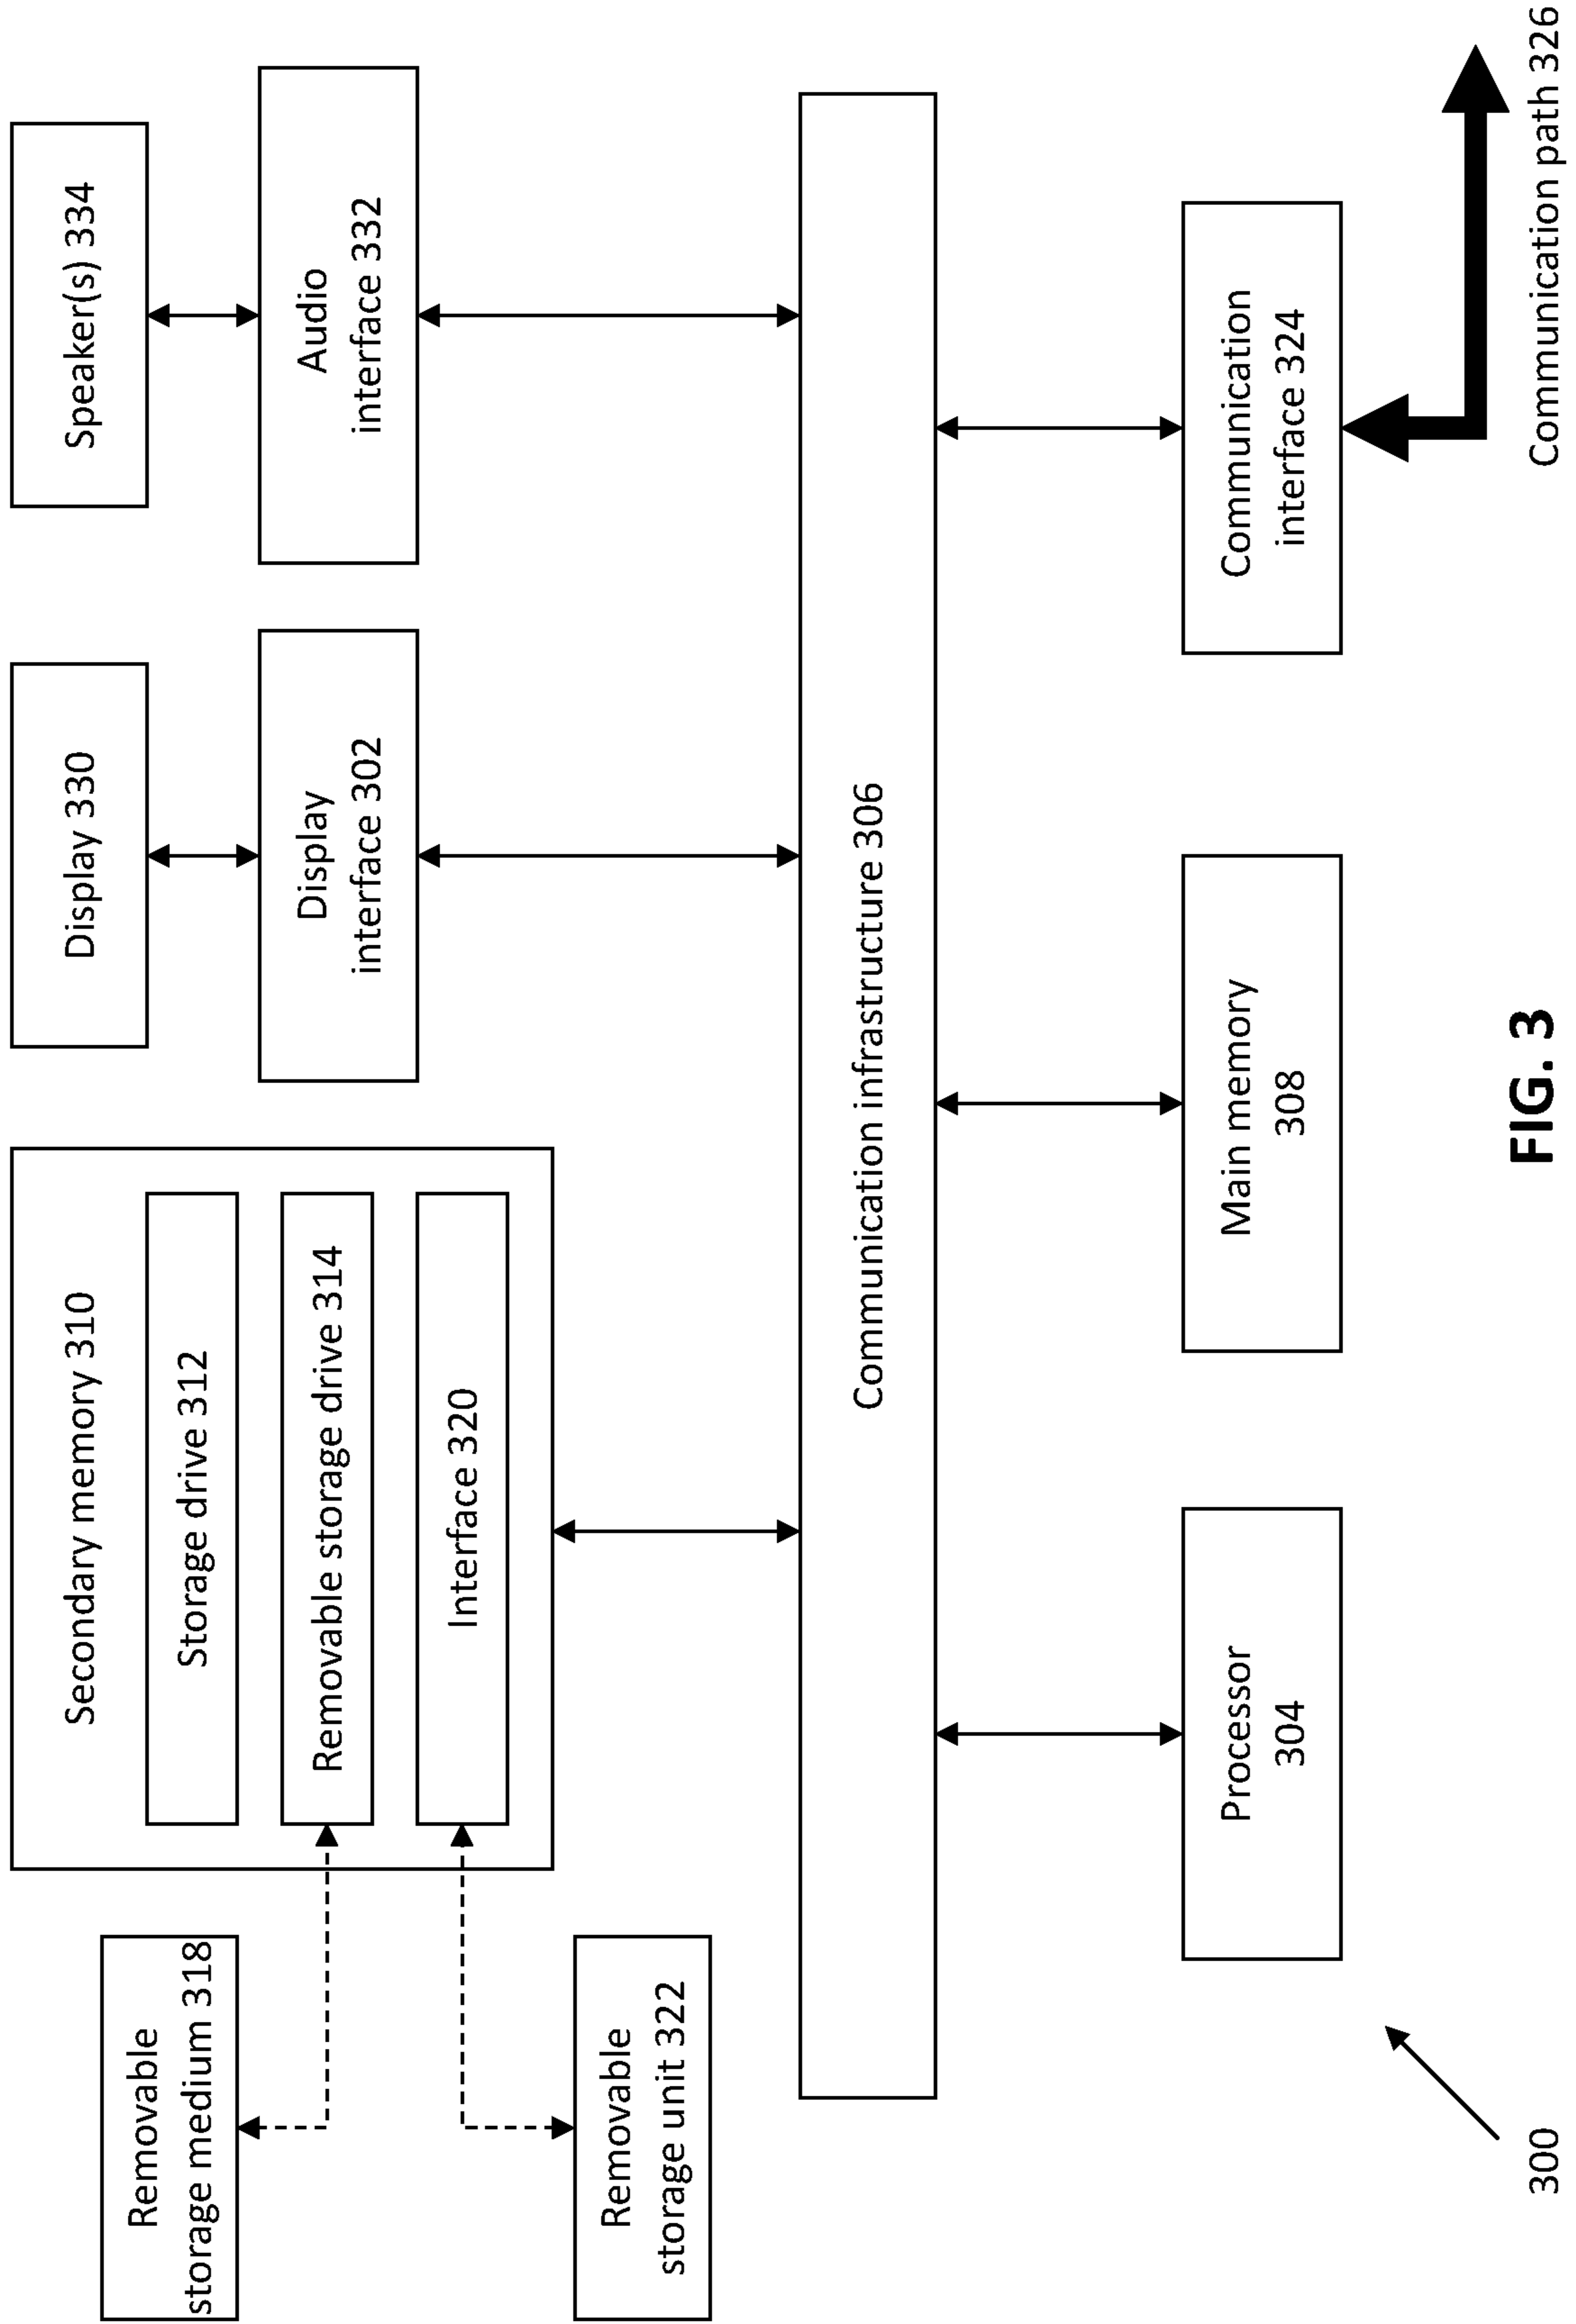 Removable
storage medium 318
Removable
storage unit 322
Secondary memory 310
Storage drive 312
Removable storage drive 314
Interface 320
Display 330
Display
interface 302
Speaker(s) 334
Audio
interface 332
Communication infrastructure 306
Processor
304
Main memory
308
Communication
interface 324
Communication path 326
300
FIG. 3